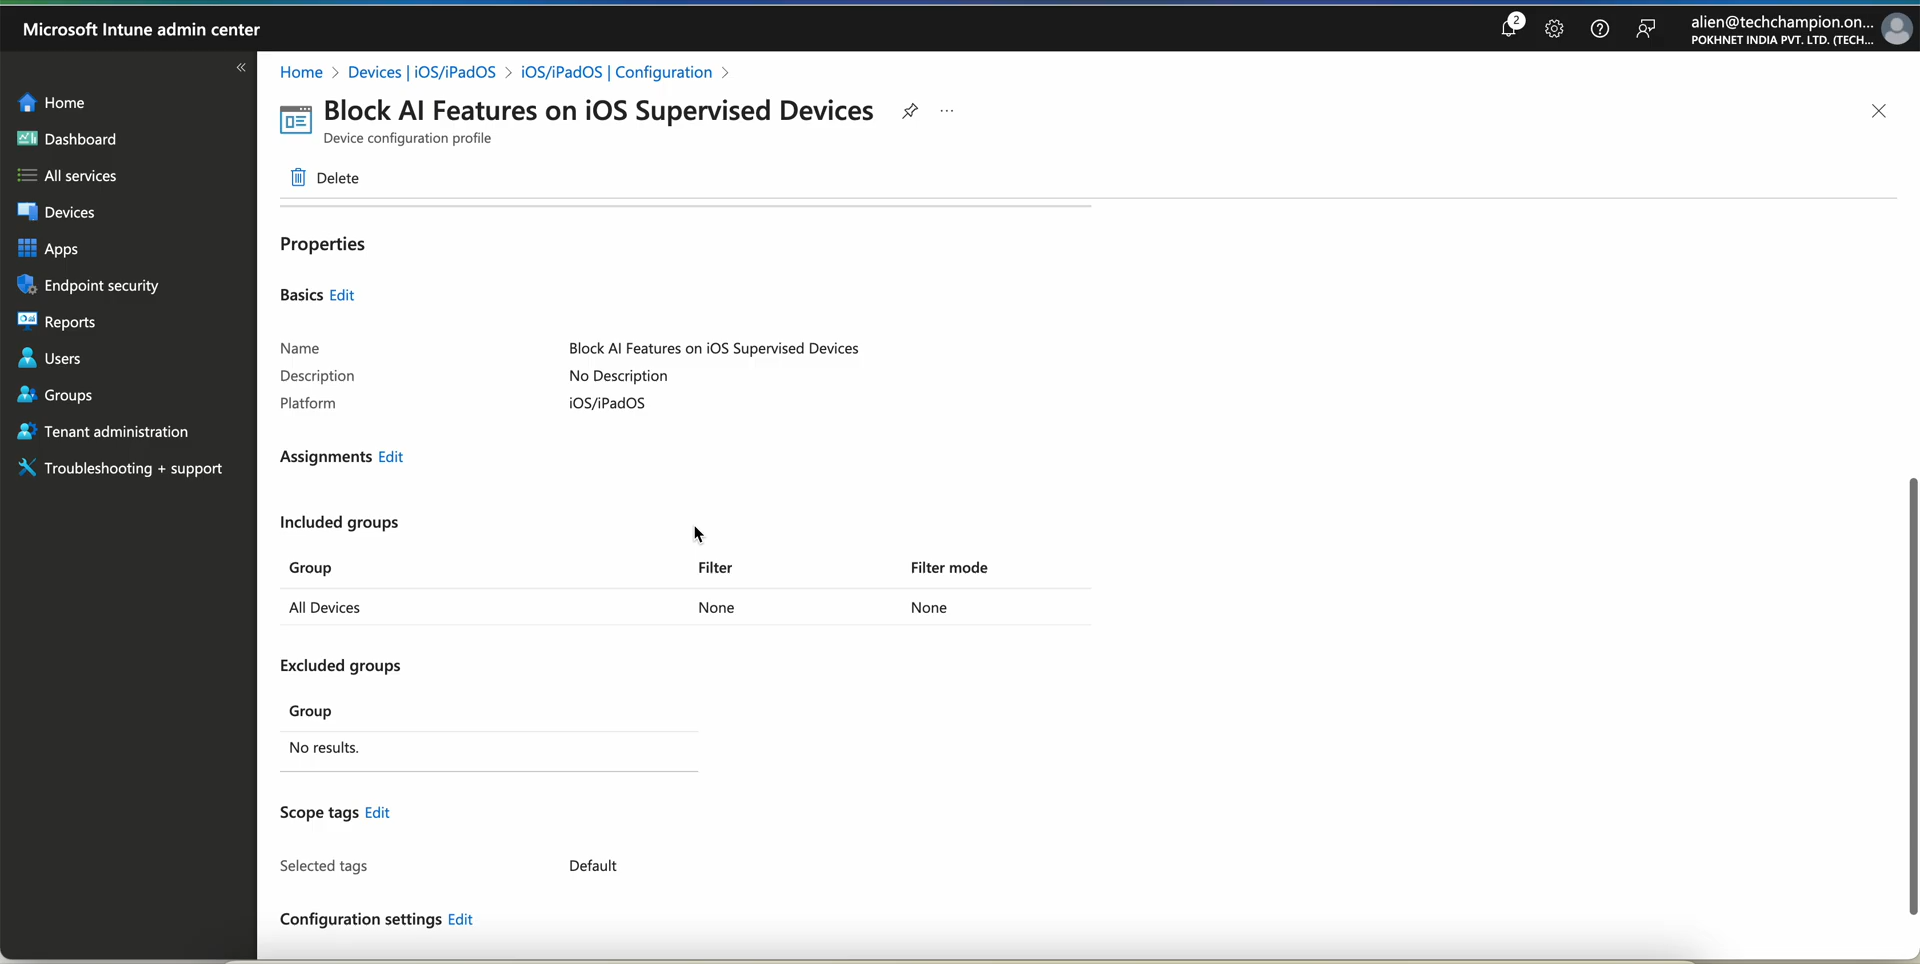 Microsoft Intune admin center
2
alien@techchampion.on...
POKHNET INDIA PVT. LTD. (TECH...
Home
Dashboard
All services
Devices
Apps
Endpoint security
Reports
Users
Groups
Tenant administration
Troubleshooting + support
Home > Devices | iOS/iPadOS > iOS/iPadOS | Configuration >
Block AI Features on iOS Supervised Devices
Device configuration profile
Delete
Properties
Basics Edit
Name Block AI Features on iOS Supervised Devices
Description No Description
Platform iOS/iPadOS
Assignments Edit
Included groups
Group Filter Filter mode
All Devices None None
Excluded groups
Group
No results.
Scope tags Edit
Selected tags Default
Configuration settings Edit